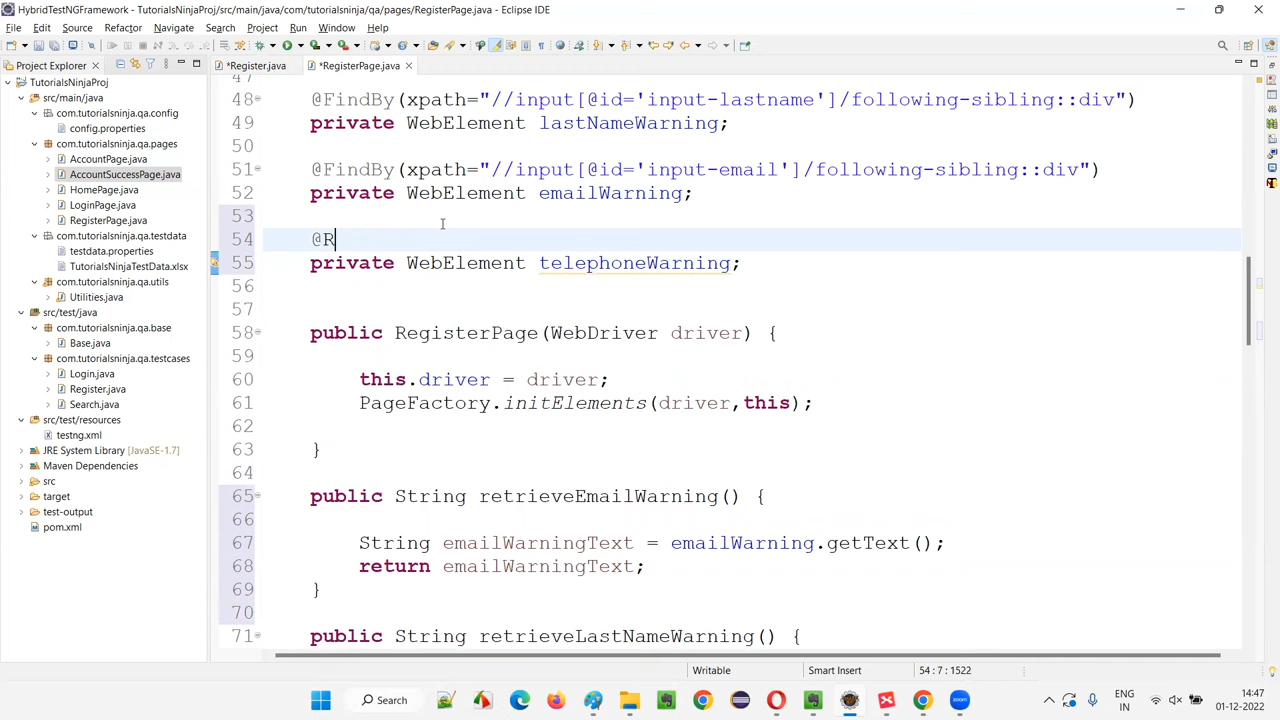 HybridTestNGFramework - TutorialsNinjaProj/src/main/java/com/tutorialsninja/qa/pages/RegisterPage.java - Eclipse IDE
File Edit Source Refactor Navigate Search Project Run Window Help
Project Explorer
*Register.java
*RegisterPage.java
TutorialsNinjaProj
src/main/java
com.tutorialsninja.qa.config
config.properties
com.tutorialsninja.qa.pages
AccountPage.java
AccountSuccessPage.java
HomePage.java
LoginPage.java
RegisterPage.java
com.tutorialsninja.qa.testdata
testdata.properties
TutorialsNinjaTestData.xlsx
com.tutorialsninja.qa.utils
Utilities.java
src/test/java
com.tutorialsninja.qa.base
Base.java
com.tutorialsninja.qa.testcases
Login.java
Register.java
Search.java
src/test/resources
testng.xml
JRE System Library [JavaSE-1.7]
Maven Dependencies
src
target
test-output
pom.xml
47
48 @FindBy(xpath="//input[@id='input-lastname']/following-sibling::div")
49 private WebElement lastNameWarning;
50
51 @FindBy(xpath="//input[@id='input-email']/following-sibling::div")
52 private WebElement emailWarning;
53
54 @R
55 private WebElement telephoneWarning;
56
57
58 public RegisterPage(WebDriver driver) {
59
60 this.driver = driver;
61 PageFactory.initElements(driver,this);
62
63 }
64
65 public String retrieveEmailWarning() {
66
67 String emailWarningText = emailWarning.getText();
68 return emailWarningText;
69 }
70
71 public String retrieveLastNameWarning() {
Writable Smart Insert 54 : 7 : 1522
Search
ENG
IN
14:47
01-12-2022